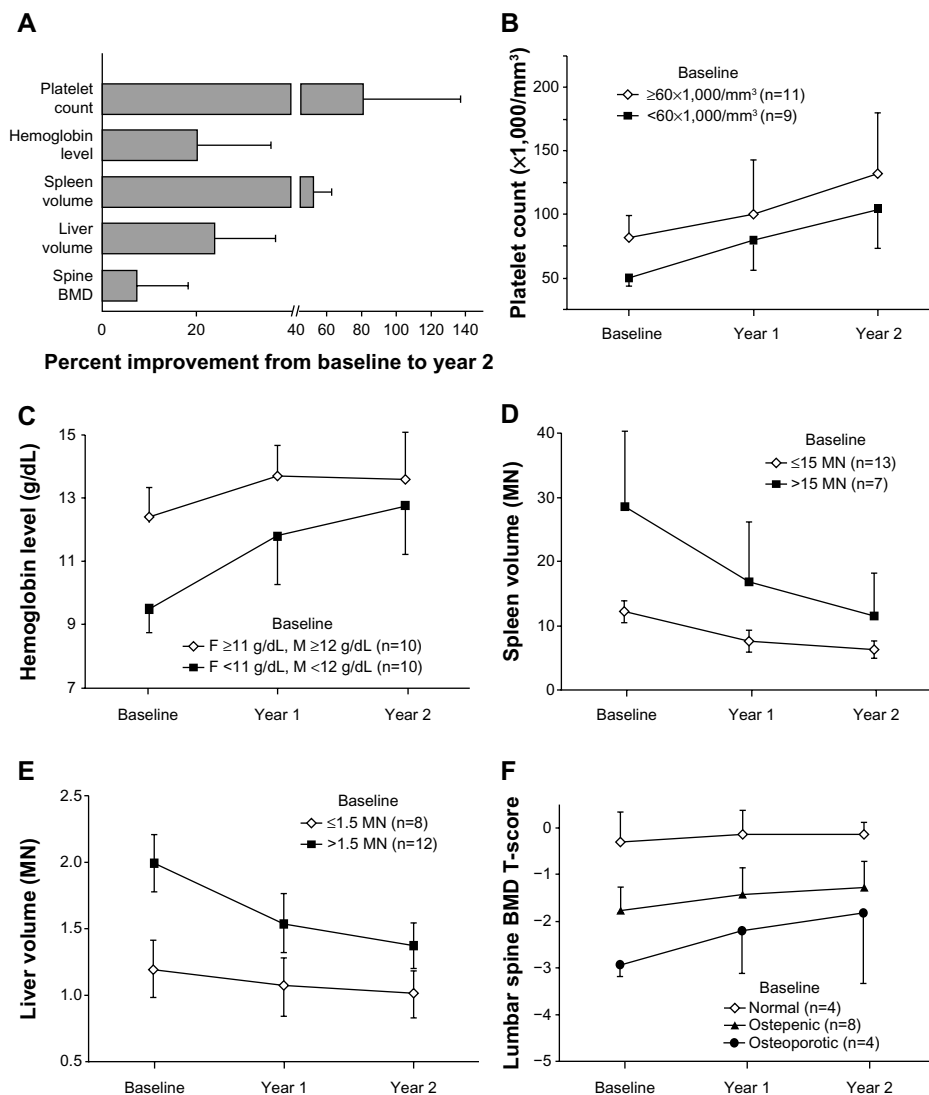 A
Platelet
count
Hemoglobin
level
Spleen
volume
Liver
volume
Spine
BMD
0 20 40 60 80 100 120 140
Percent improvement from baseline to year 2
B
Platelet count (×1,000/mm³)
200
150
100
50
Baseline
≥60×1,000/mm³ (n=11)
<60×1,000/mm³ (n=9)
Baseline Year 1 Year 2
C
Hemoglobin level (g/dL)
15
13
11
9
7
Baseline
F ≥11 g/dL, M ≥12 g/dL (n=10)
F <11 g/dL, M <12 g/dL (n=10)
Baseline Year 1 Year 2
D
Spleen volume (MN)
40
30
20
10
0
Baseline
≤15 MN (n=13)
>15 MN (n=7)
Baseline Year 1 Year 2
E
Liver volume (MN)
2.5
2.0
1.5
1.0
0.5
Baseline
≤1.5 MN (n=8)
>1.5 MN (n=12)
Baseline Year 1 Year 2
F
Lumbar spine BMD T-score
0
−1
−2
−3
−4
−5
Baseline
Normal (n=4)
Ostepenic (n=8)
Osteoporotic (n=4)
Baseline Year 1 Year 2